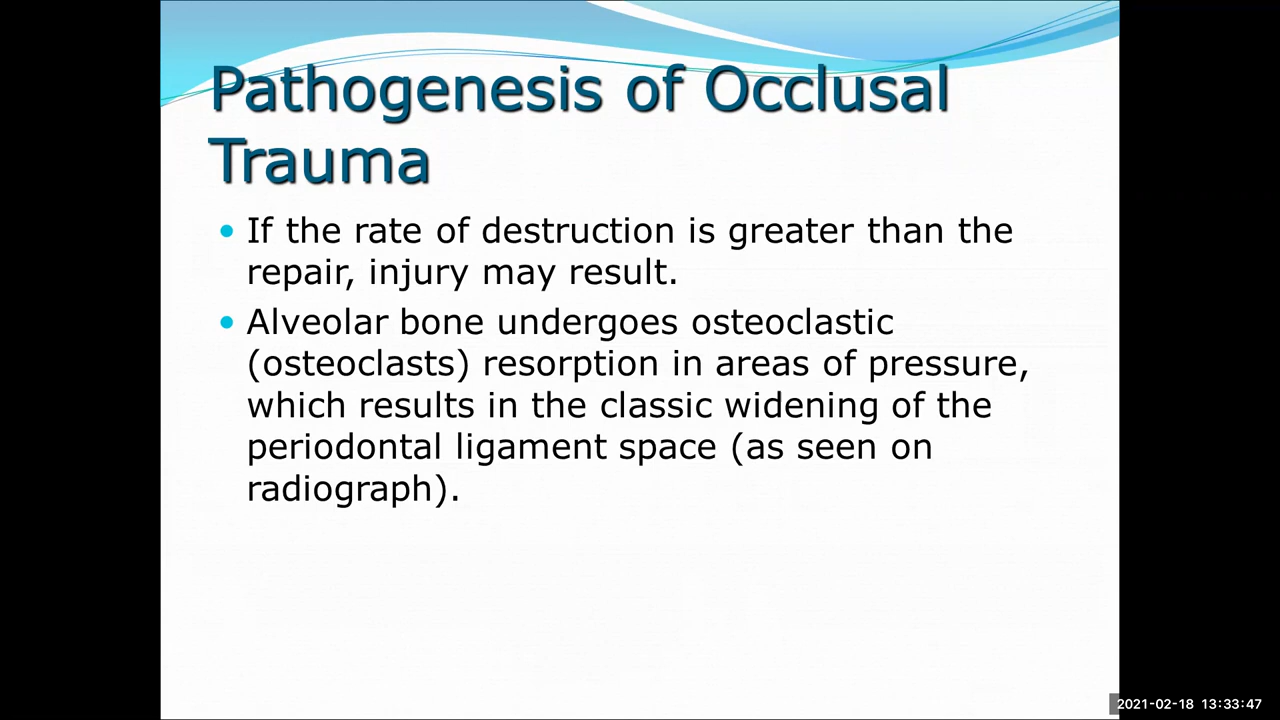 Pathogenesis of Occlusal
Trauma
• If the rate of destruction is greater than the
repair, injury may result.
• Alveolar bone undergoes osteoclastic
(osteoclasts) resorption in areas of pressure,
which results in the classic widening of the
periodontal ligament space (as seen on
radiograph).
2021-02-18 13:33:47